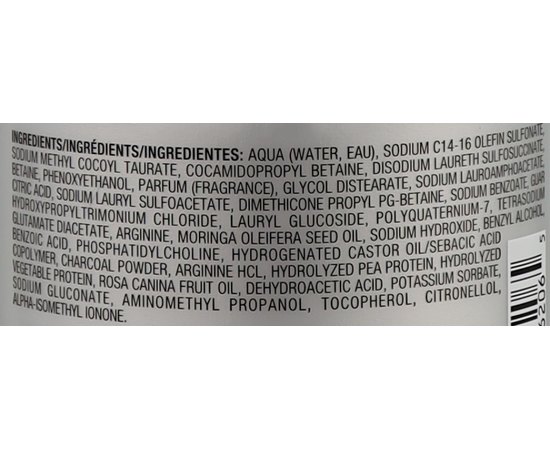 INGREDIENTS/INGRÉDIENTS/INGREDIENTES: AQUA (WATER, EAU), SODIUM C14-16 OLEFIN SULFONATE,
SODIUM METHYL COCOYL TAURATE, COCAMIDOPROPYL BETAINE, DISODIUM LAURETH SULFOSUCCINATE,
BETAINE, PHENOXYETHANOL, PARFUM (FRAGRANCE), GLYCOL DISTEARATE, SODIUM LAUROAMPHOACETATE,
CITRIC ACID, SODIUM LAURYL SULFOACETATE, DIMETHICONE PROPYL PG-BETAINE, SODIUM BENZOATE, GUAR
HYDROXYPROPYLTRIMONIUM CHLORIDE, LAURYL GLUCOSIDE, POLYQUATERNIUM-7, TETRASODIUM
GLUTAMATE DIACETATE, ARGININE, MORINGA OLEIFERA SEED OIL, SODIUM HYDROXIDE, BENZYL ALCOHOL,
BENZOIC ACID, PHOSPHATIDYLCHOLINE, HYDROGENATED CASTOR OIL/SEBACIC ACID
COPOLYMER, CHARCOAL POWDER, ARGININE HCL, HYDROLYZED PEA PROTEIN, HYDROLYZED
VEGETABLE PROTEIN, ROSA CANINA FRUIT OIL, DEHYDROACETIC ACID, POTASSIUM SORBATE,
SODIUM GLUCONATE, AMINOMETHYL PROPANOL, TOCOPHEROL, CITRONELLOL,
ALPHA-ISOMETHYL IONONE.
5